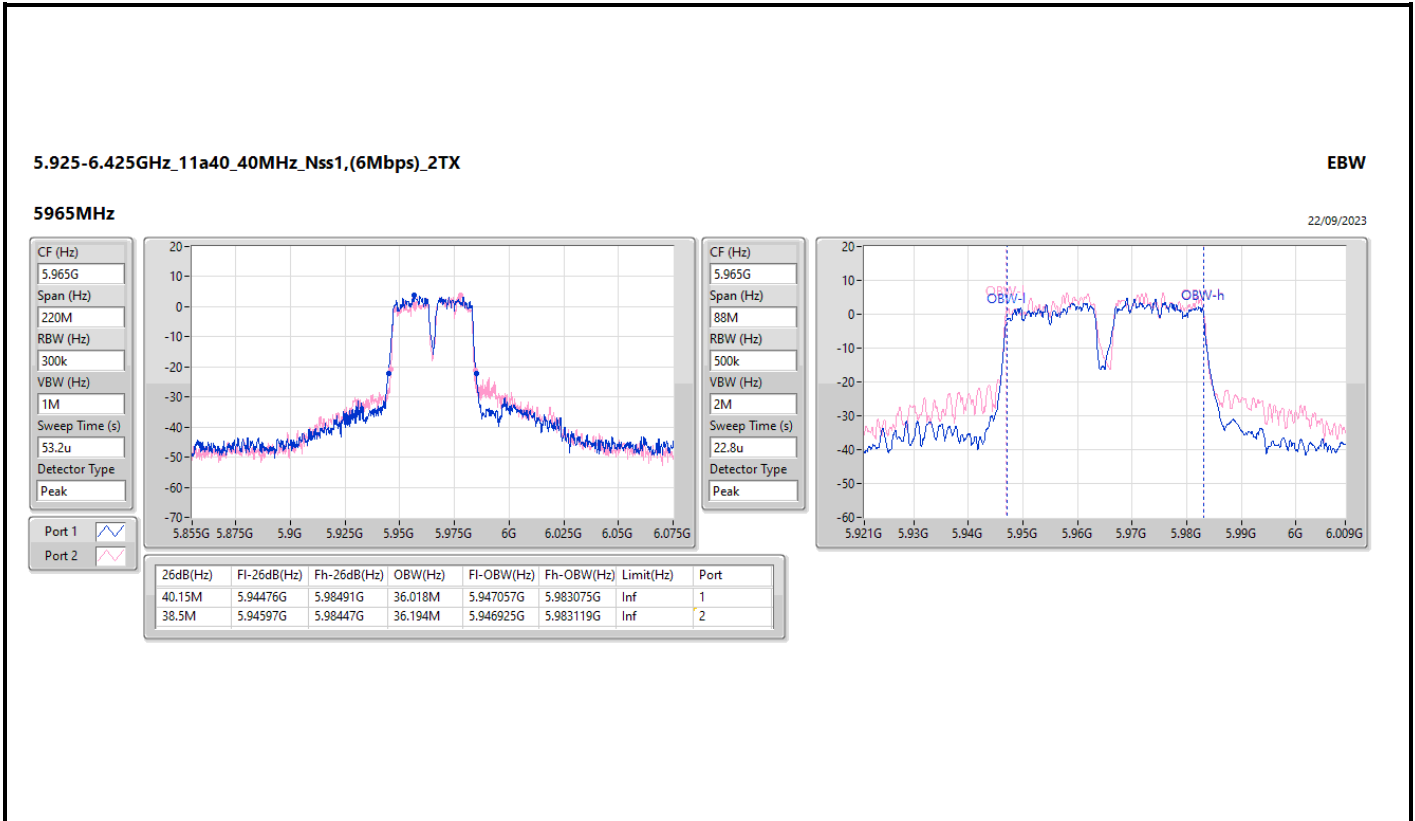 5.925-6.425GHz_11a40_40MHz_Nss1,(6Mbps)_2TX
EBW
5965MHz
22/09/2023
CF (Hz)
5.965G
Span (Hz)
220M
RBW (Hz)
300k
VBW (Hz)
1M
Sweep Time (s)
53.2u
Detector Type
Peak
Port 1
Port 2
20
10
0
-10
-20
-30
-40
-50
-60
-70
5.855G 5.875G 5.9G 5.925G 5.95G 5.975G 6G 6.025G 6.05G 6.075G
CF (Hz)
5.965G
Span (Hz)
88M
RBW (Hz)
500k
VBW (Hz)
2M
Sweep Time (s)
22.8u
Detector Type
Peak
20
10
0
-10
-20
-30
-40
-50
-60
OBW-l
OBW-l
OBW-h
5.921G 5.93G 5.94G 5.95G 5.96G 5.97G 5.98G 5.99G 6G 6.009G
26dB(Hz) Fl-26dB(Hz) Fh-26dB(Hz) OBW(Hz) Fl-OBW(Hz) Fh-OBW(Hz) Limit(Hz) Port
40.15M 5.94476G 5.98491G 36.018M 5.947057G 5.983075G Inf 1
38.5M 5.94597G 5.98447G 36.194M 5.946925G 5.983119G Inf 2